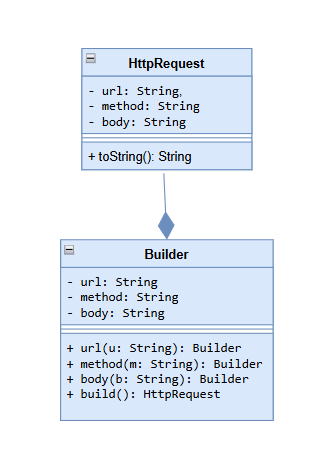 HttpRequest
- url: String,
- method: String
- body: String
+ toString(): String
Builder
- url: String
- method: String
- body: String
+ url(u: String): Builder
+ method(m: String): Builder
+ body(b: String): Builder
+ build(): HttpRequest